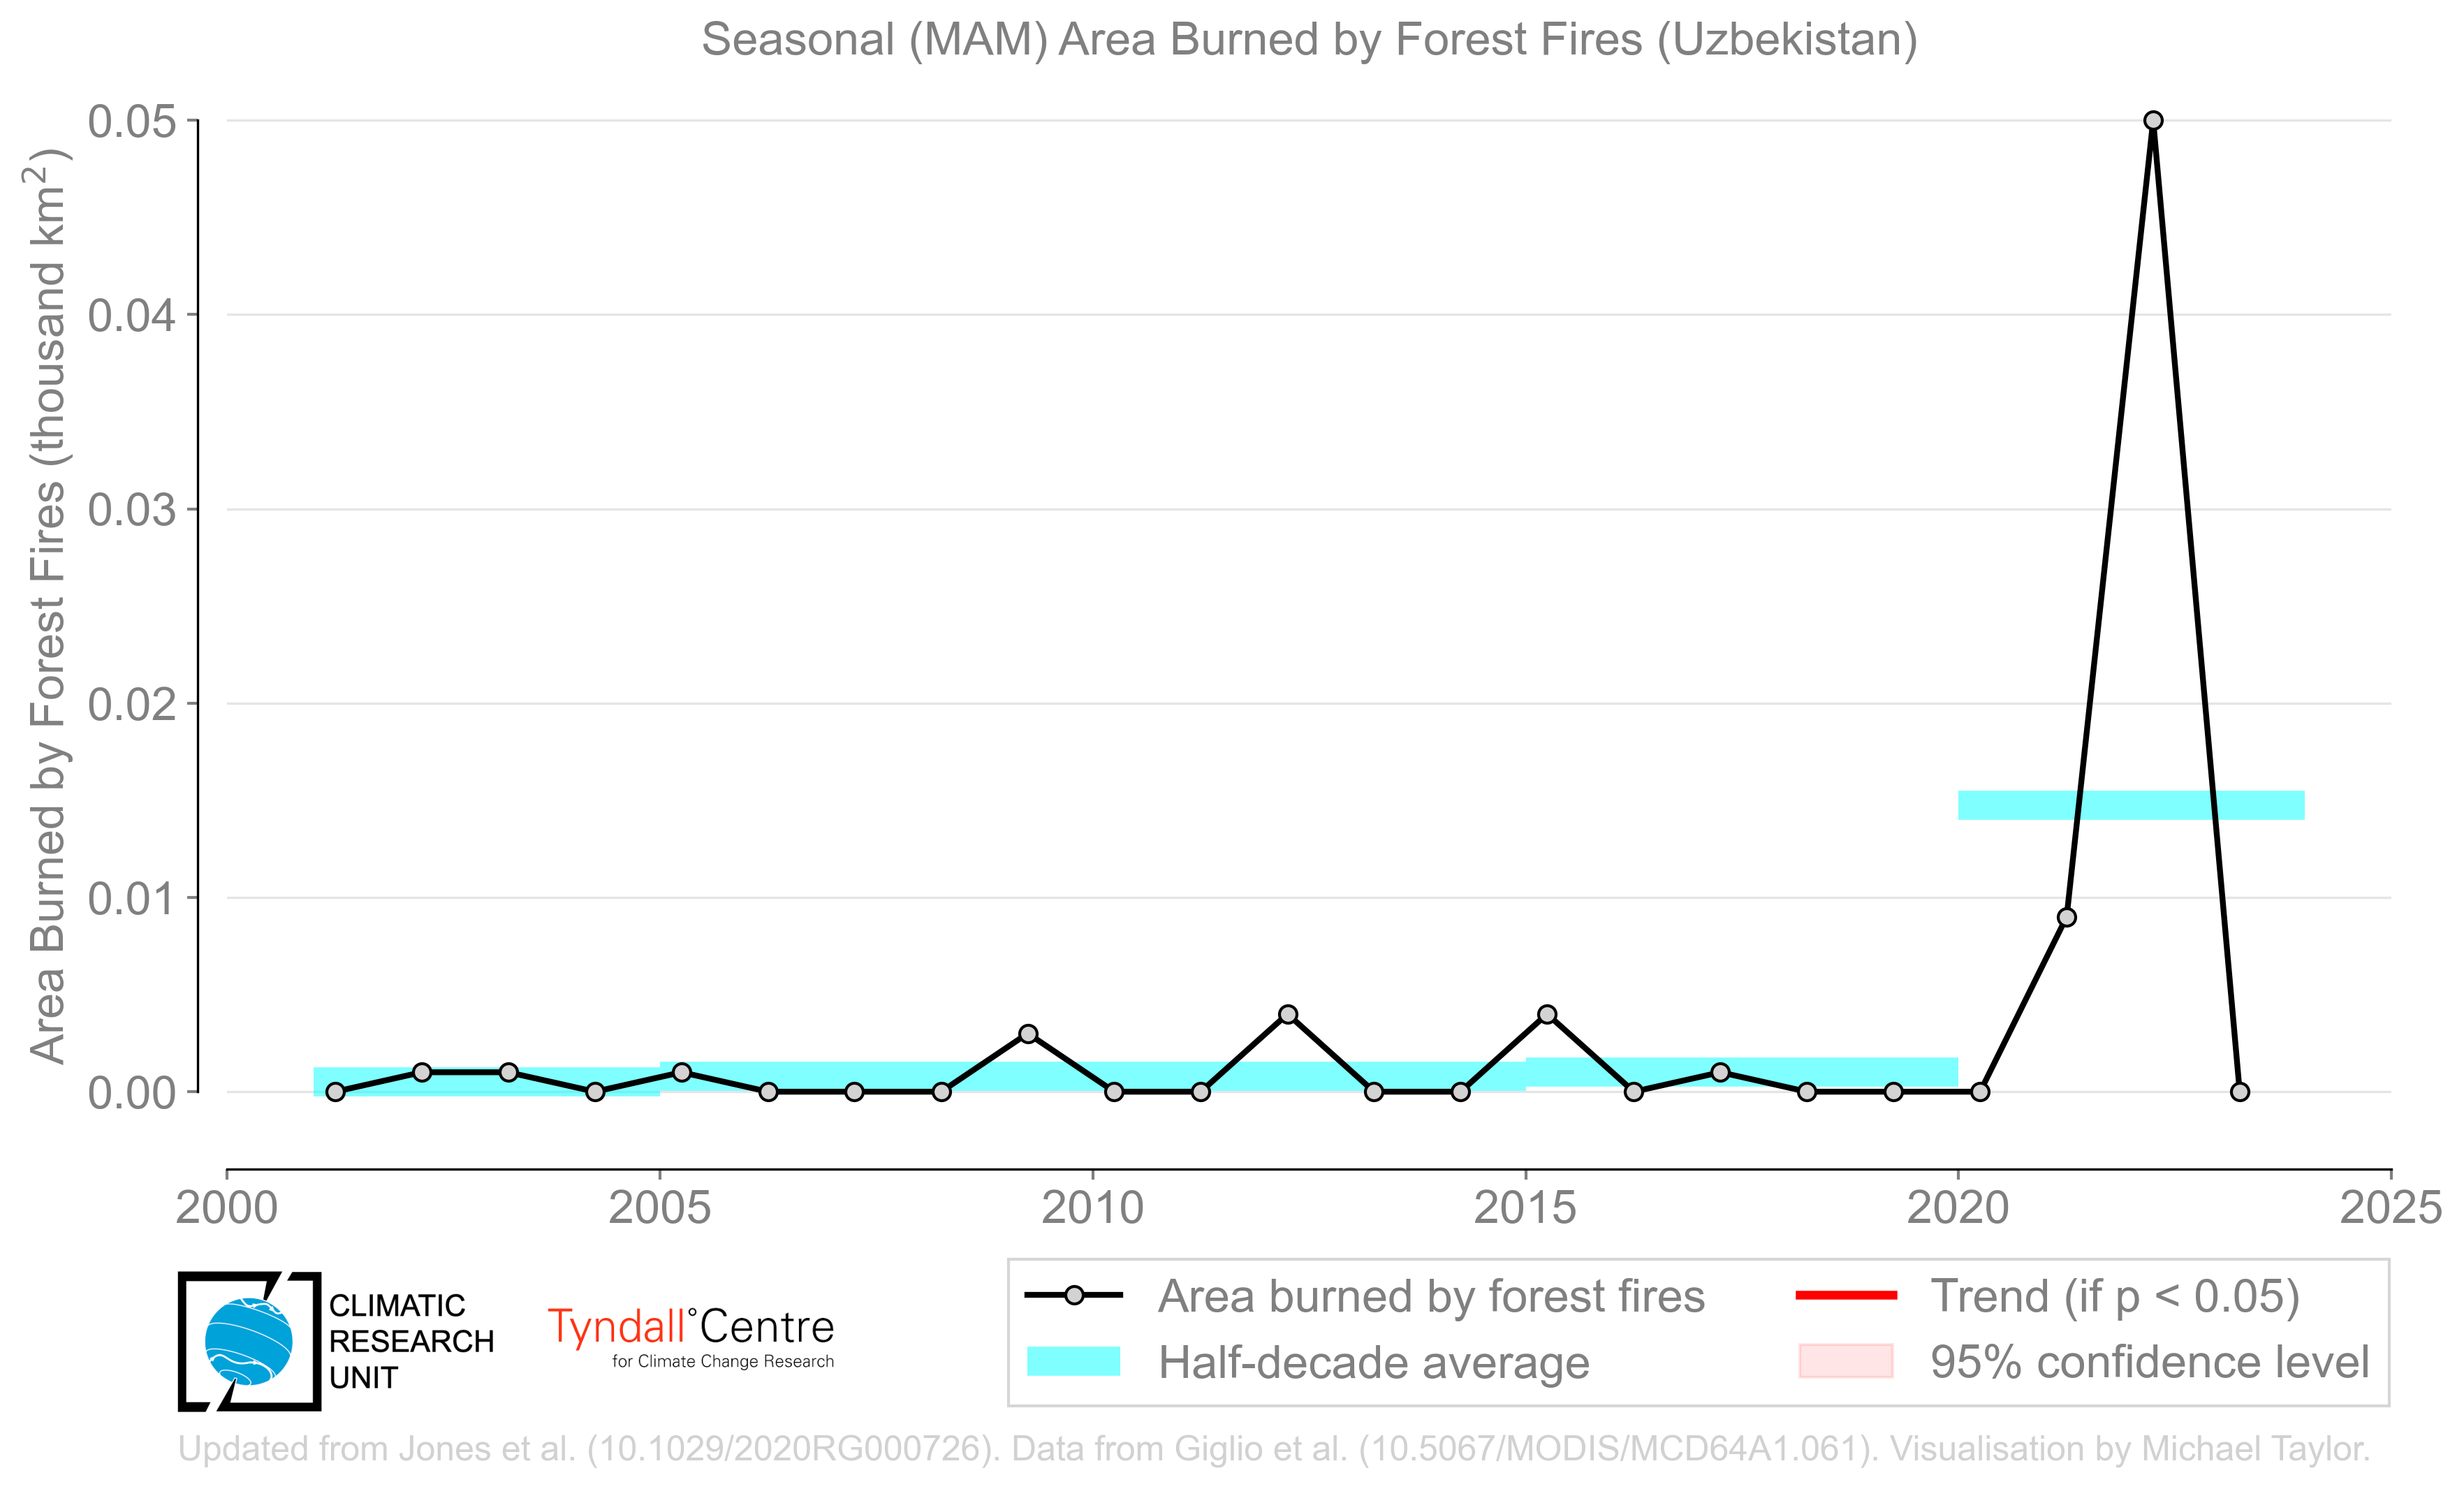 Seasonal (MAM) Area Burned by Forest Fires (Uzbekistan)
Area Burned by Forest Fires (thousand km²)
0.05
0.04
0.03
0.02
0.01
0.00
2000 2005 2010 2015 2020 2025
CLIMATIC
RESEARCH
UNIT
Tyndall°Centre
for Climate Change Research
Area burned by forest fires
Half-decade average
Trend (if p < 0.05)
95% confidence level
Updated from Jones et al. (10.1029/2020RG000726). Data from Giglio et al. (10.5067/MODIS/MCD64A1.061). Visualisation by Michael Taylor.